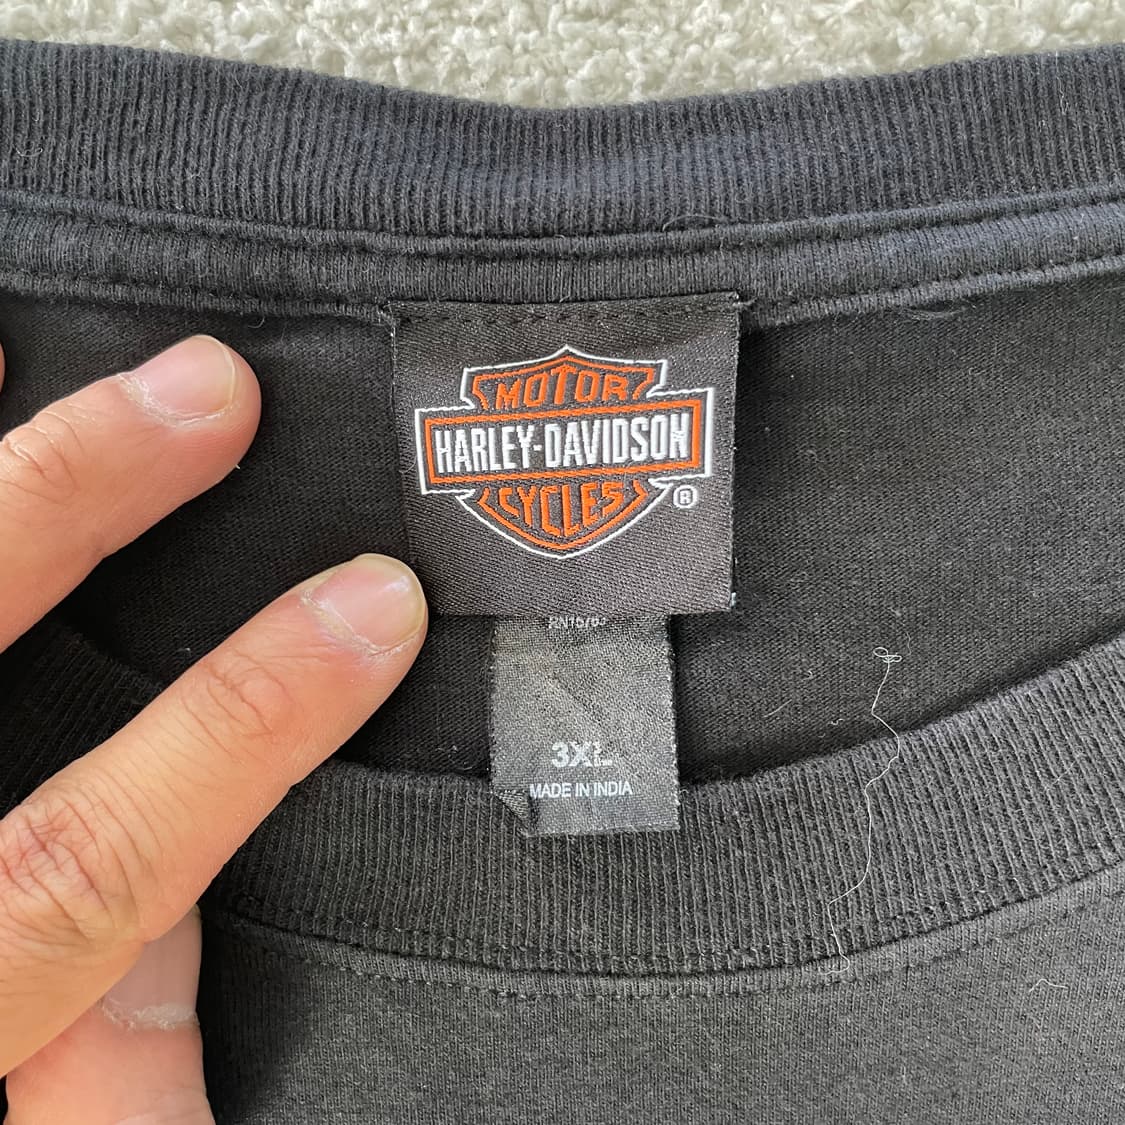 MOTOR
HARLEY-DAVIDSON
CYCLES
®
3XL
MADE IN INDIA